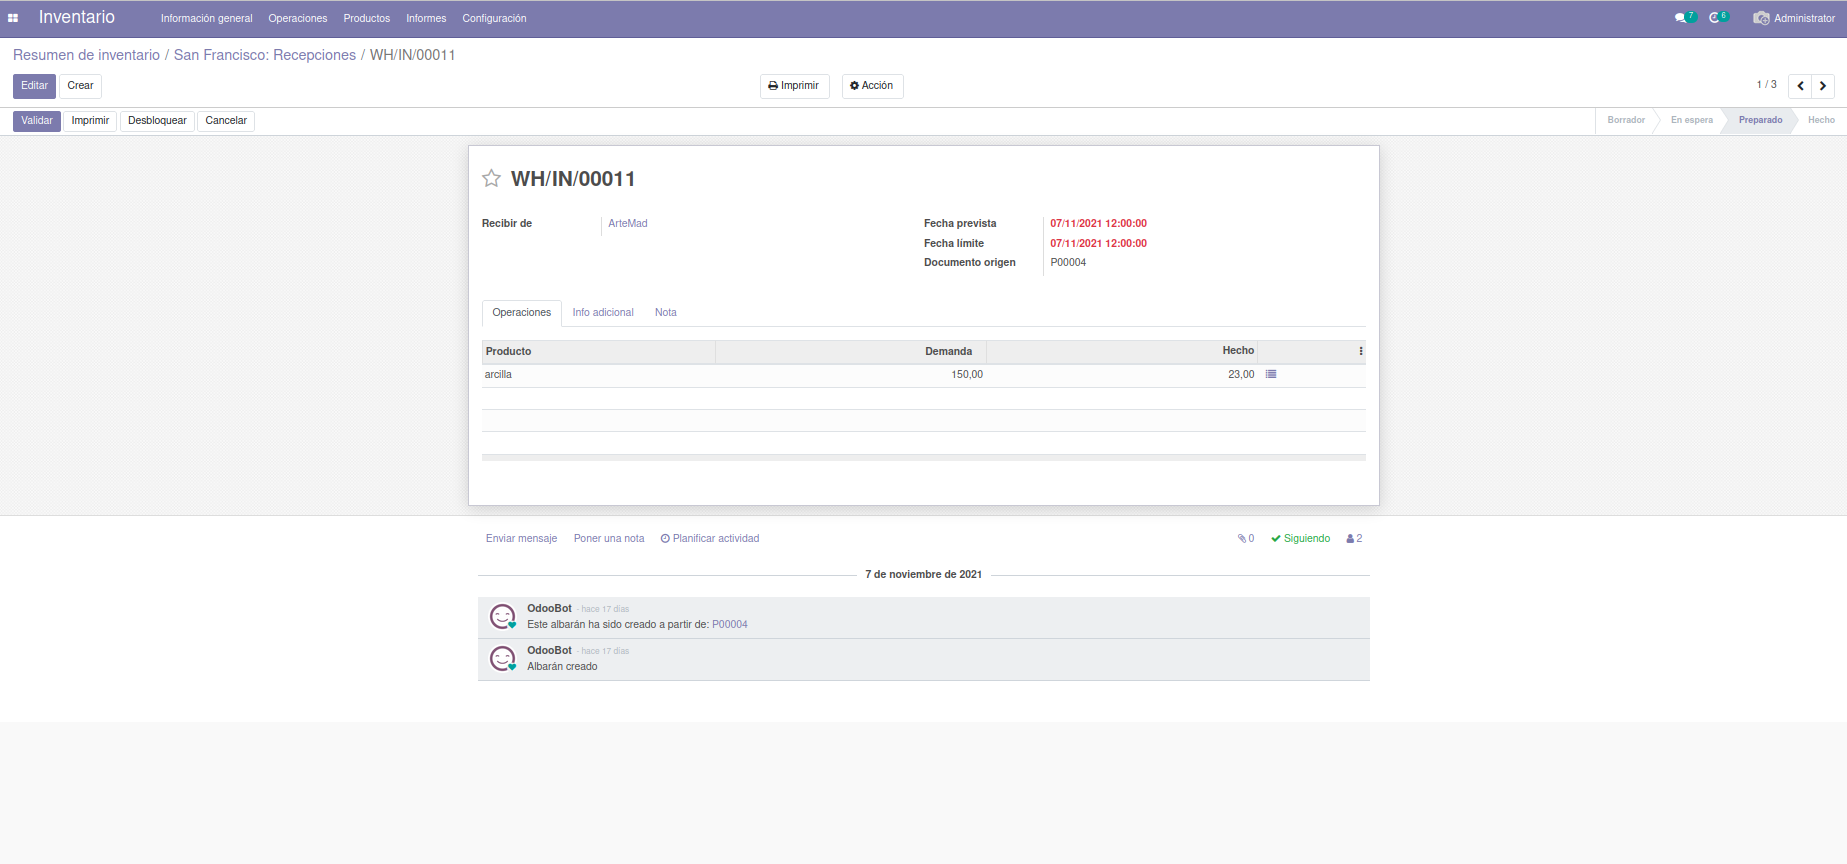 Inventario Información general Operaciones Productos Informes Configuración 7 6 Administrator
Resumen de inventario / San Francisco: Recepciones / WH/IN/00011
Editar Crear Imprimir Acción 1 / 3
Validar Imprimir Desbloquear Cancelar Borrador En espera Preparado Hecho
WH/IN/00011
Recibir de ArteMad Fecha prevista 07/11/2021 12:00:00
Fecha límite 07/11/2021 12:00:00
Documento origen P00004
Operaciones Info adicional Nota
Producto Demanda Hecho
arcilla 150,00 23,00
Enviar mensaje Poner una nota Planificar actividad 0 Siguiendo 2
7 de noviembre de 2021
OdooBot - hace 17 días
Este albarán ha sido creado a partir de: P00004
OdooBot - hace 17 días
Albarán creado